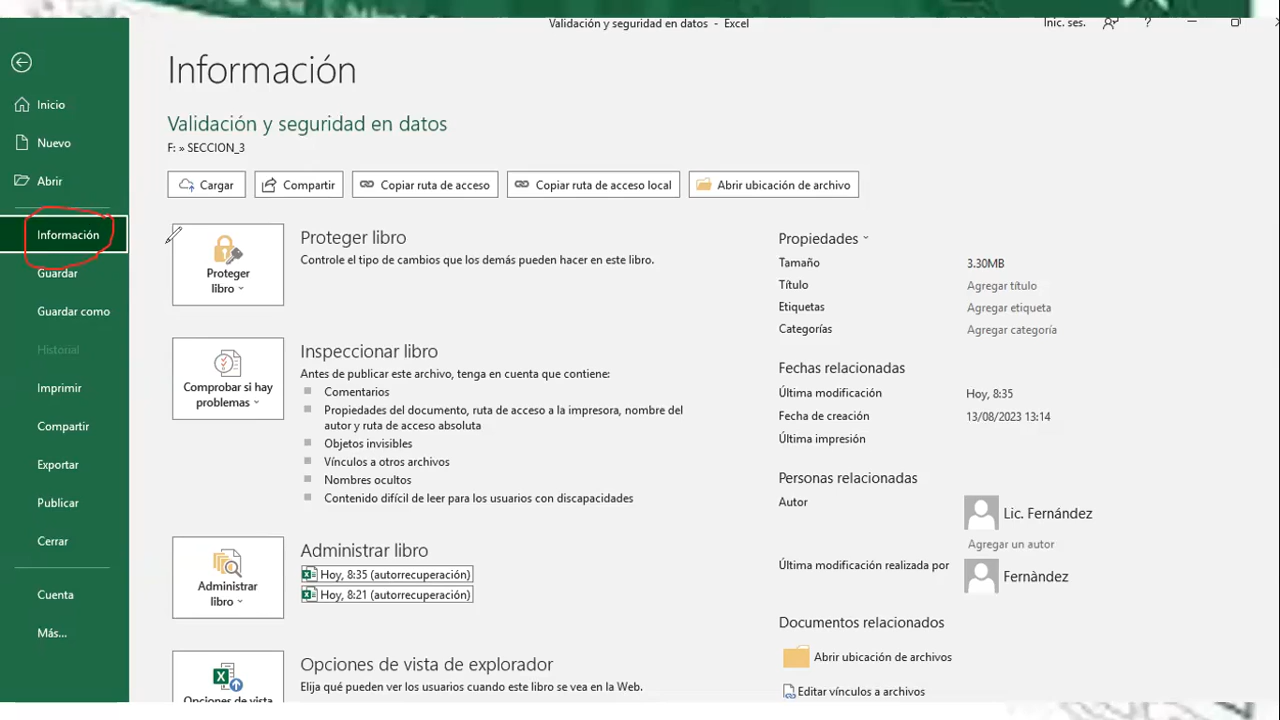 Validación y seguridad en datos - Excel
Inic. ses.
?
Información
Inicio
Nuevo
Abrir
Información
Guardar
Guardar como
Historial
Imprimir
Compartir
Exportar
Publicar
Cerrar
Cuenta
Más...
Validación y seguridad en datos
F: » SECCION_3
Cargar
Compartir
Copiar ruta de acceso
Copiar ruta de acceso local
Abrir ubicación de archivo
Proteger
libro
Proteger libro
Controle el tipo de cambios que los demás pueden hacer en este libro.
Comprobar si hay
problemas
Inspeccionar libro
Antes de publicar este archivo, tenga en cuenta que contiene:
Comentarios
Propiedades del documento, ruta de acceso a la impresora, nombre del
autor y ruta de acceso absoluta
Objetos invisibles
Vínculos a otros archivos
Nombres ocultos
Contenido difícil de leer para los usuarios con discapacidades
Administrar
libro
Administrar libro
Hoy, 8:35 (autorrecuperación)
Hoy, 8:21 (autorrecuperación)
Opciones de vista
Opciones de vista de explorador
Elija qué pueden ver los usuarios cuando este libro se vea en la Web.
Propiedades
Tamaño 3.30MB
Título Agregar título
Etiquetas Agregar etiqueta
Categorías Agregar categoría
Fechas relacionadas
Última modificación Hoy, 8:35
Fecha de creación 13/08/2023 13:14
Última impresión
Personas relacionadas
Autor Lic. Fernández
Agregar un autor
Última modificación realizada por Fernàndez
Documentos relacionados
Abrir ubicación de archivos
Editar vínculos a archivos